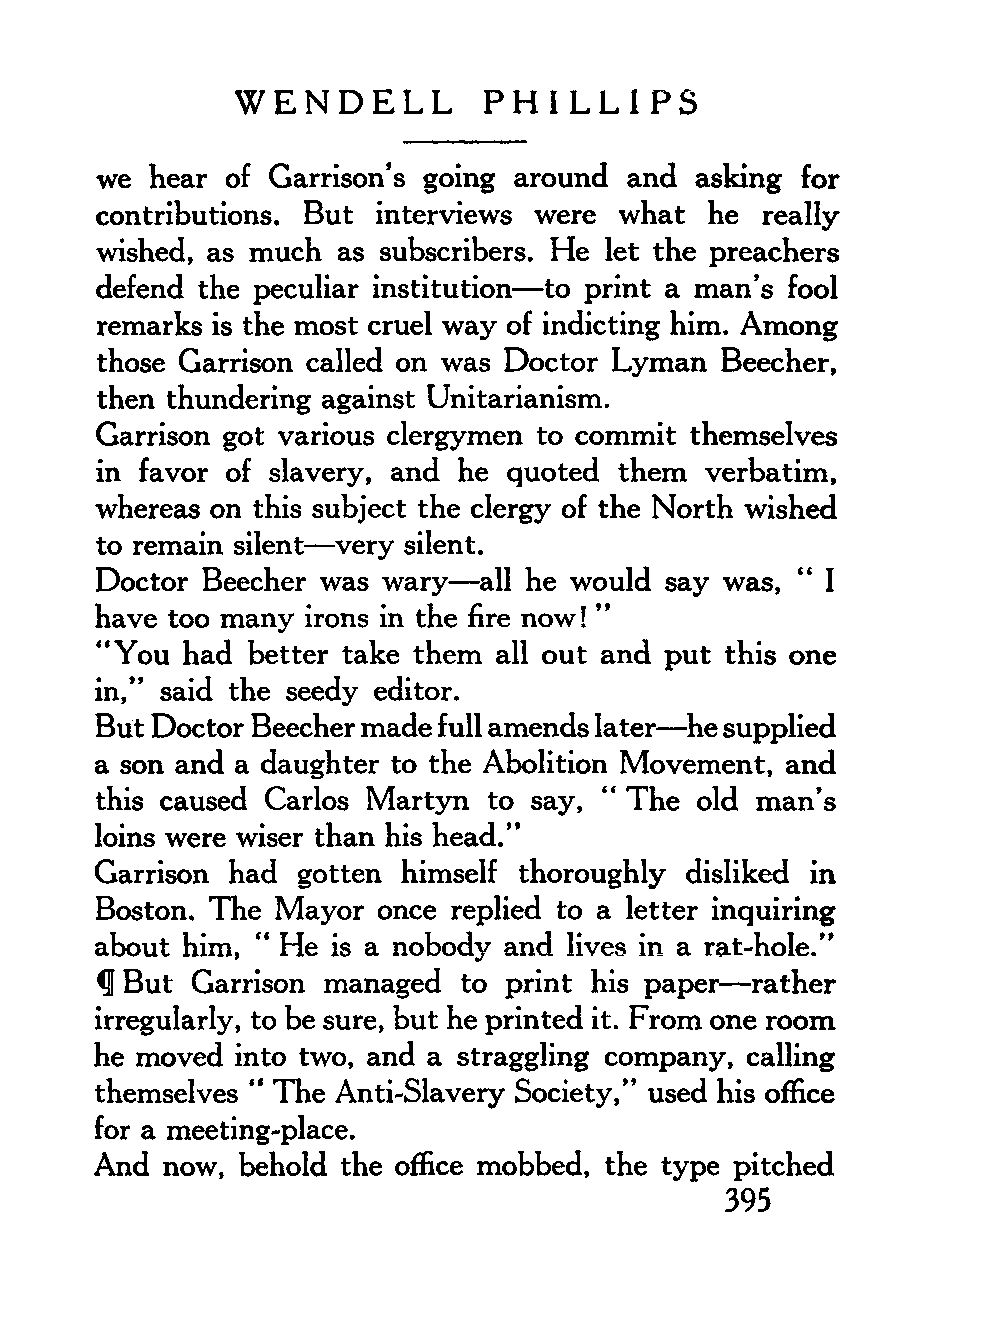 WENDELL PHILLIPS
we hear of Garrison's going around and asking for
contributions. But interviews were what he really
wished, as much as subscribers. He let the preachers
defend the peculiar institution—to print a man's fool
remarks is the most cruel way of indicting him. Among
those Garrison called on was Doctor Lyman Beecher,
then thundering against Unitarianism.
Garrison got various clergymen to commit themselves
in favor of slavery, and he quoted them verbatim,
whereas on this subject the clergy of the North wished
to remain silent—very silent.
Doctor Beecher was wary—all he would say was, " I
have too many irons in the fire now! "
"You had better take them all out and put this one
in," said the seedy editor.
But Doctor Beecher made full amends later—he supplied
a son and a daughter to the Abolition Movement, and
this caused Carlos Martyn to say, " The old man's
loins were wiser than his head."
Garrison had gotten himself thoroughly disliked in
Boston. The Mayor once replied to a letter inquiring
about him, " He is a nobody and lives in a rat-hole."
¶ But Garrison managed to print his paper—rather
irregularly, to be sure, but he printed it. From one room
he moved into two, and a straggling company, calling
themselves " The Anti-Slavery Society," used his office
for a meeting-place.
And now, behold the office mobbed, the type pitched
395